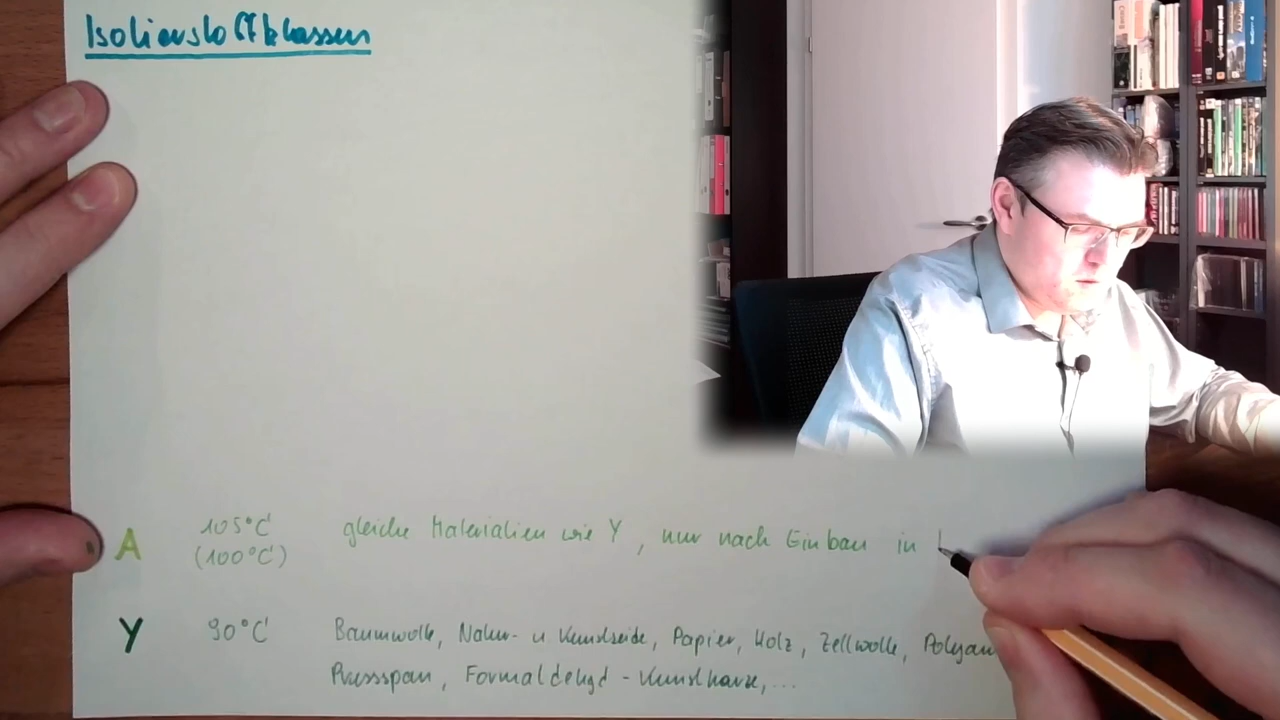 Isolierstoffklassen
A 105°C gleiche Materialien wie Y, nur nach Einbau in
(100°C)
Y 90°C Baumwolle, Natur- u Kunstseide, Papier, Holz, Zellwolle, Polyam
Pressspan, Formaldehyd - Kunstharze, ...